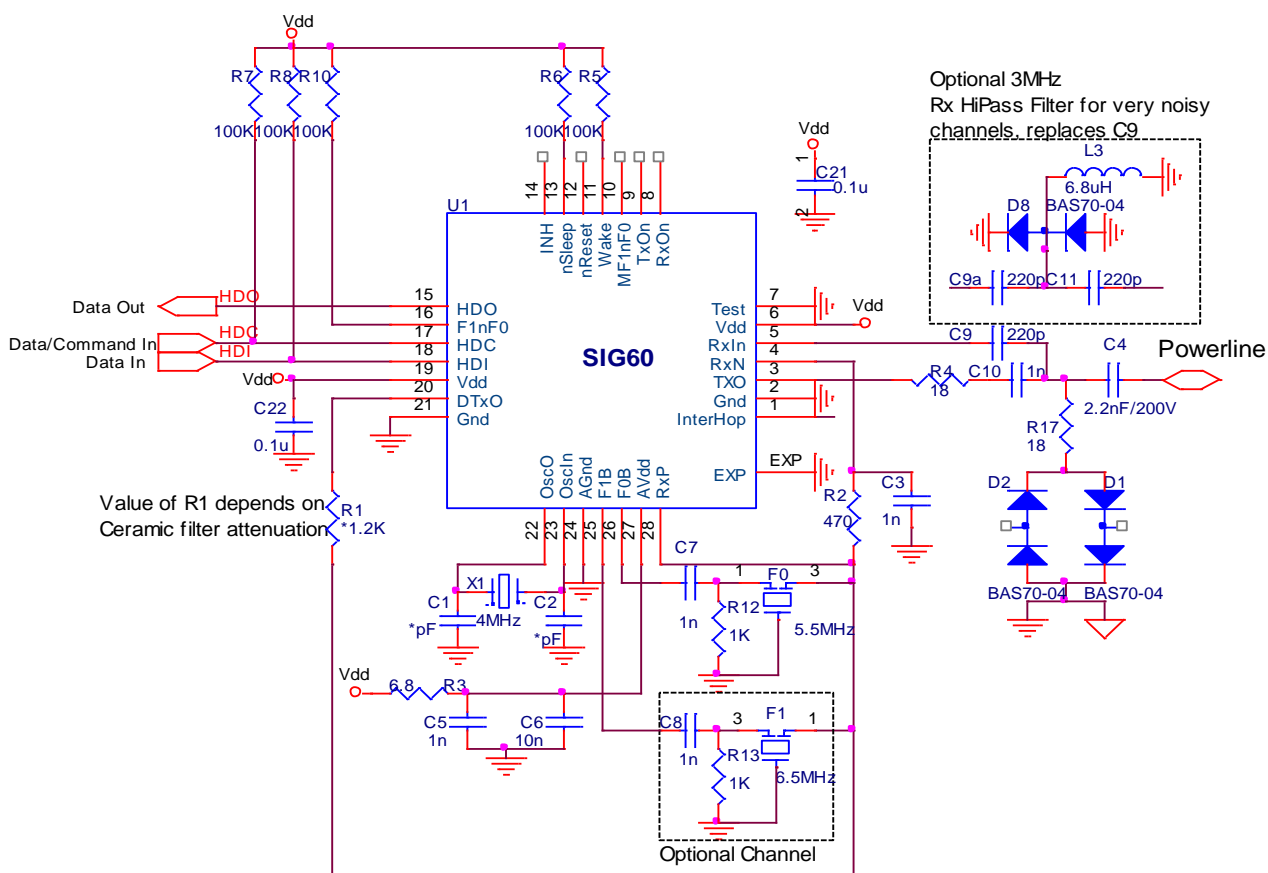 Vdd
R7
R8
R10
R6
R5
100K
100K
100K
100K
100K
Vdd
1
C21
0.1u
2
Optional 3MHz
Rx HiPass Filter for very noisy
channels, replaces C9
L3
6.8uH
D8
BAS70-04
C9a
220p
C11
220p
14
13
12
11
10
9
8
U1
INH
nSleep
nReset
Wake
MF1nF0
TxOn
RxOn
SIG60
Data Out
HDO
15
HDO
16
F1nF0
Data/Command In
HDC
17
HDC
Data In
HDI
18
HDI
Vdd
19
Vdd
20
DTxO
21
Gnd
C22
0.1u
Test
7
Vdd
6
Vdd
RxIn
5
RxN
4
TXO
3
Gnd
2
InterHop
1
EXP
EXP
C9
220p
R4
18
C10
1n
C4
2.2nF/200V
Powerline
R17
18
D2
D1
BAS70-04
BAS70-04
Value of R1 depends on
Ceramic filter attenuation
R1
*1.2K
OscO
OscIn
AGnd
F1B
F0B
AVdd
RxP
22
23
24
25
26
27
28
R2
470
C3
1n
X1
4MHz
C1
*pF
C2
*pF
C7
1n
1
F0
3
R12
1K
5.5MHz
Vdd
6.8
R3
C5
1n
C6
10n
C8
1n
3
F1
1
R13
1K
6.5MHz
Optional Channel